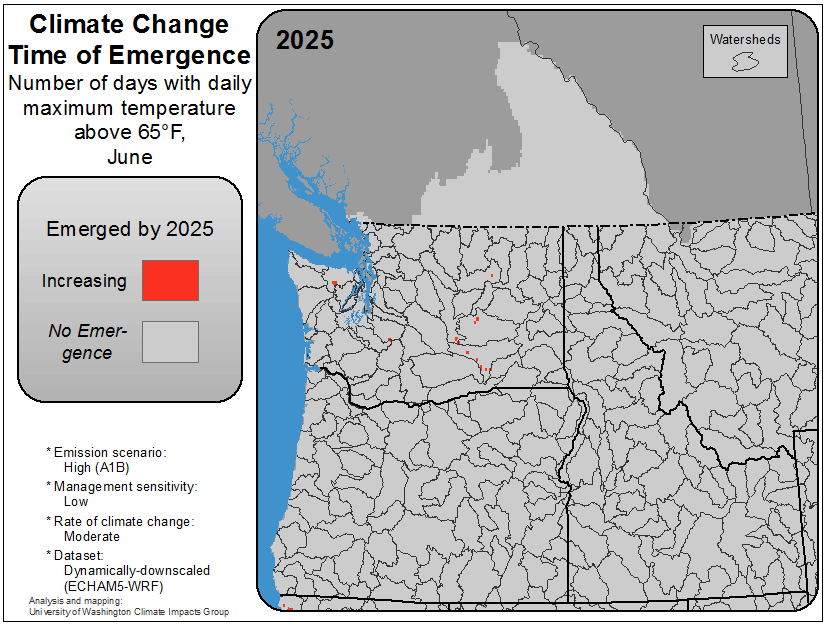 Climate Change
Time of Emergence
Number of days with daily
maximum temperature
above 65°F,
June
Emerged by 2025
Increasing
No Emer-
gence
* Emission scenario:
High (A1B)
* Management sensitivity:
Low
* Rate of climate change:
Moderate
* Dataset:
Dynamically-downscaled
(ECHAM5-WRF)
Analysis and mapping:
University of Washington Climate Impacts Group
2025
Watersheds